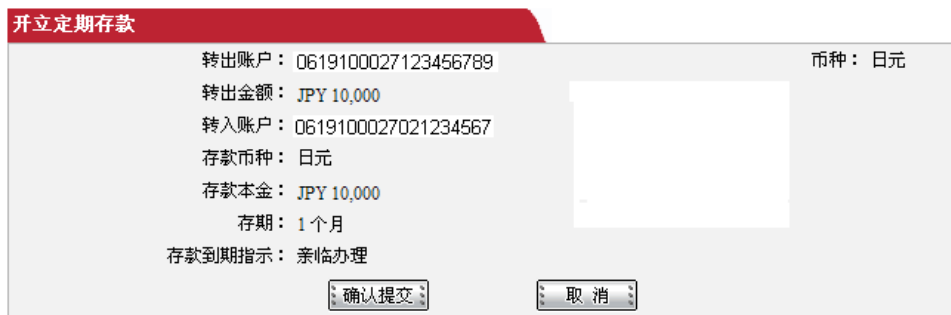 开立定期存款
转出账户： 0619100027123456789 币种： 日元
转出金额： JPY 10,000
转入账户： 0619100027021234567
存款币种： 日元
存款本金： JPY 10,000
存期： 1个月
存款到期指示： 亲临办理
确认提交 取 消